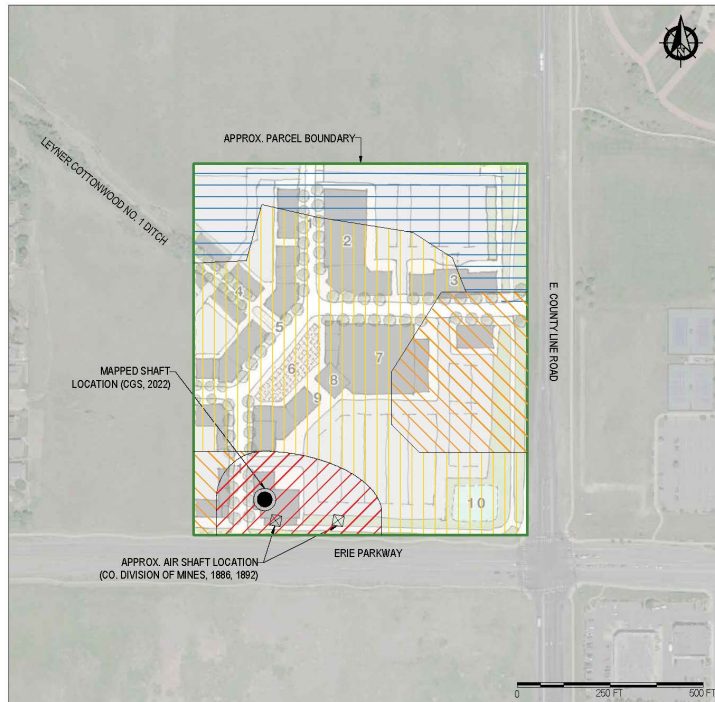 APPROX. PARCEL BOUNDARY
LEYNER COTTONWOOD NO. 1 DITCH
2
3
4
5
E. COUNTY LINE ROAD
MAPPED SHAFT
LOCATION (CGS, 2022)
7
6
8
9
10
APPROX. AIR SHAFT LOCATION
(CO. DIVISION OF MINES, 1886, 1892)
ERIE PARKWAY
0
250 FT
500 FT